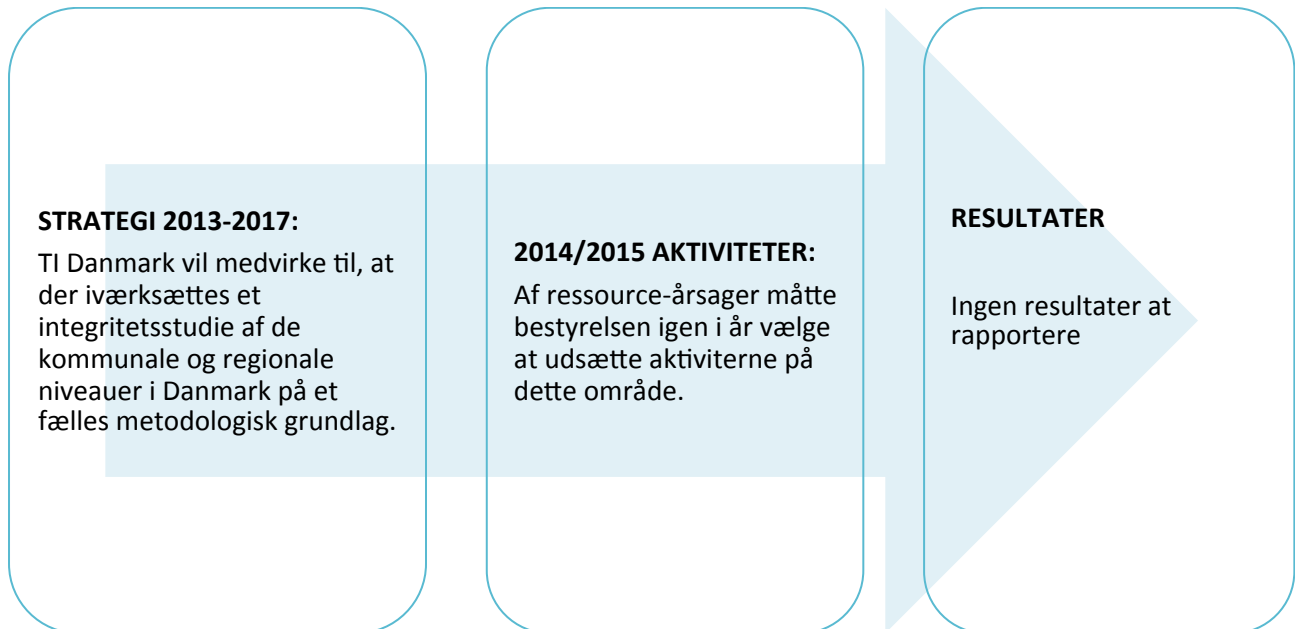 STRATEGI 2013-2017:
TI Danmark vil medvirke til, at
der iværksættes et
integritetsstudie af de
kommunale og regionale
niveauer i Danmark på et
fælles metodologisk grundlag.
2014/2015 AKTIVITETER:
Af ressource-årsager måtte
bestyrelsen igen i år vælge
at udsætte aktiviterne på
dette område.
RESULTATER
Ingen resultater at
rapportere